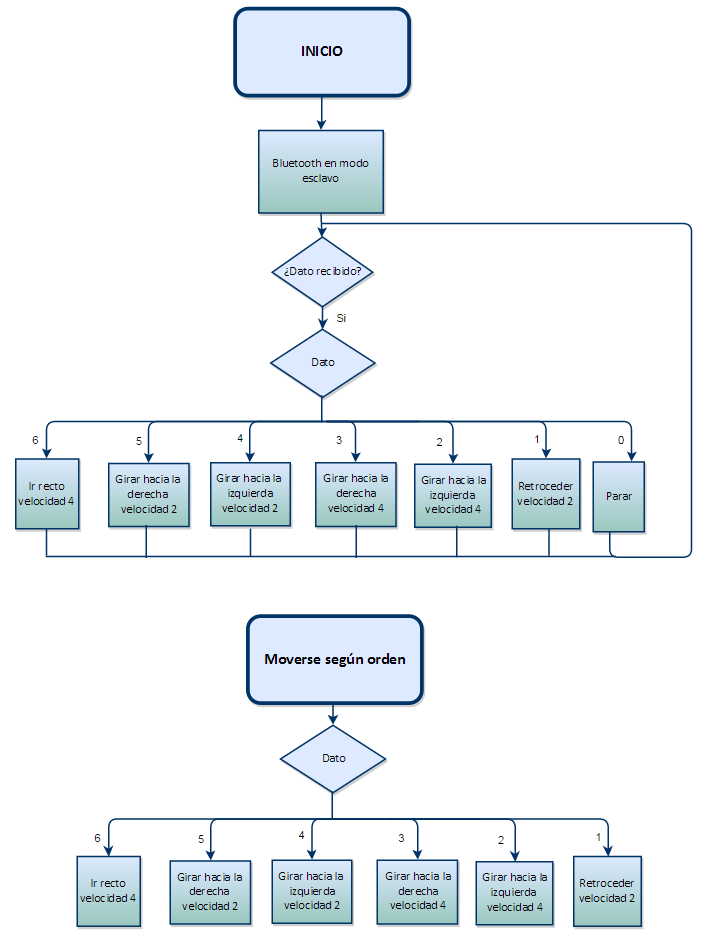 INICIO
Bluetooth en modo
esclavo
¿Dato recibido?
Si
Dato
6
5
4
3
2
1
0
Ir recto
velocidad 4
Girar hacia la
derecha
velocidad 2
Girar hacia la
izquierda
velocidad 2
Girar hacia la
derecha
velocidad 4
Girar hacia la
izquierda
velocidad 4
Retroceder
velocidad 2
Parar
Moverse según orden
Dato
6
5
4
3
2
1
Ir recto
velocidad 4
Girar hacia la
derecha
velocidad 2
Girar hacia la
izquierda
velocidad 2
Girar hacia la
derecha
velocidad 4
Girar hacia la
izquierda
velocidad 4
Retroceder
velocidad 2